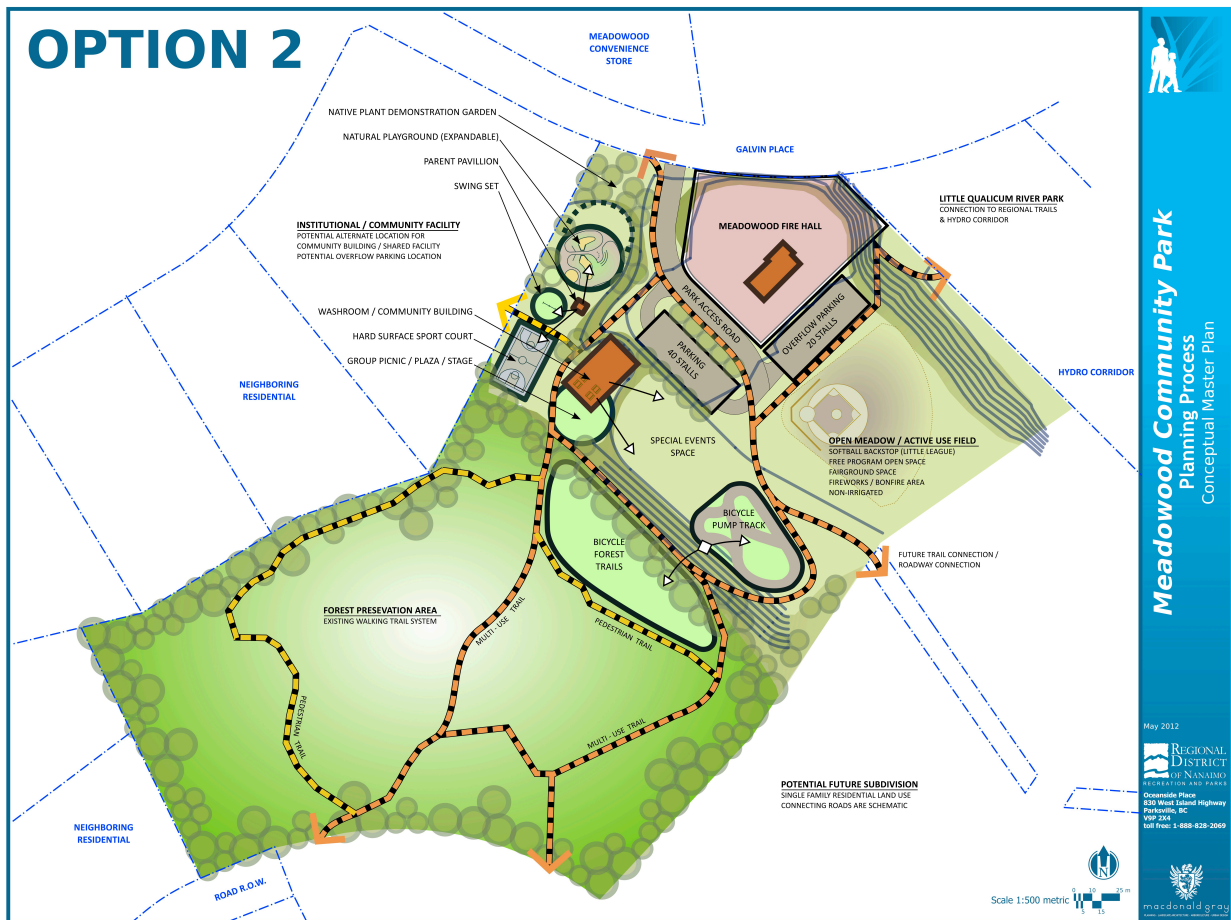 OPTION 2
MEADOWOOD
CONVENIENCE
STORE
NATIVE PLANT DEMONSTRATION GARDEN
NATURAL PLAYGROUND (EXPANDABLE)
PARENT PAVILLION
SWING SET
GALVIN PLACE
INSTITUTIONAL / COMMUNITY FACILITY
POTENTIAL ALTERNATE LOCATION FOR
COMMUNITY BUILDING / SHARED FACILITY
POTENTIAL OVERFLOW PARKING LOCATION
LITTLE QUALICUM RIVER PARK
CONNECTION TO REGIONAL TRAILS
& HYDRO CORRIDOR
MEADOWOOD FIRE HALL
WASHROOM / COMMUNITY BUILDING
HARD SURFACE SPORT COURT
GROUP PICNIC / PLAZA / STAGE
PARK ACCESS ROAD
PARKING
40 STALLS
OVERFLOW PARKING
20 STALLS
HYDRO CORRIDOR
NEIGHBORING
RESIDENTIAL
SPECIAL EVENTS
SPACE
OPEN MEADOW / ACTIVE USE FIELD
SOFTBALL BACKSTOP (LITTLE LEAGUE)
FREE PROGRAM OPEN SPACE
FAIRGROUND SPACE
FIREWORKS / BONFIRE AREA
NON-IRRIGATED
BICYCLE
PUMP TRACK
BICYCLE
FOREST
TRAILS
FUTURE TRAIL CONNECTION /
ROADWAY CONNECTION
FOREST PRESEVATION AREA
EXISTING WALKING TRAIL SYSTEM
MULTI - USE TRAIL
PEDESTRIAN TRAIL
PEDESTRIAN TRAIL
MULTI - USE TRAIL
POTENTIAL FUTURE SUBDIVISION
SINGLE FAMILY RESIDENTIAL LAND USE
CONNECTING ROADS ARE SCHEMATIC
NEIGHBORING
RESIDENTIAL
ROAD R.O.W.
Scale 1:500 metric
0 10 25 m
5 15
N
Meadowood Community Park
Planning Process
Conceptual Master Plan
May 2012
REGIONAL
DISTRICT
OF NANAIMO
RECREATION AND PARKS
Oceanside Place
830 West Island Highway
Parksville, BC
V9P 2X4
toll free: 1-888-828-2069
macdonald gray